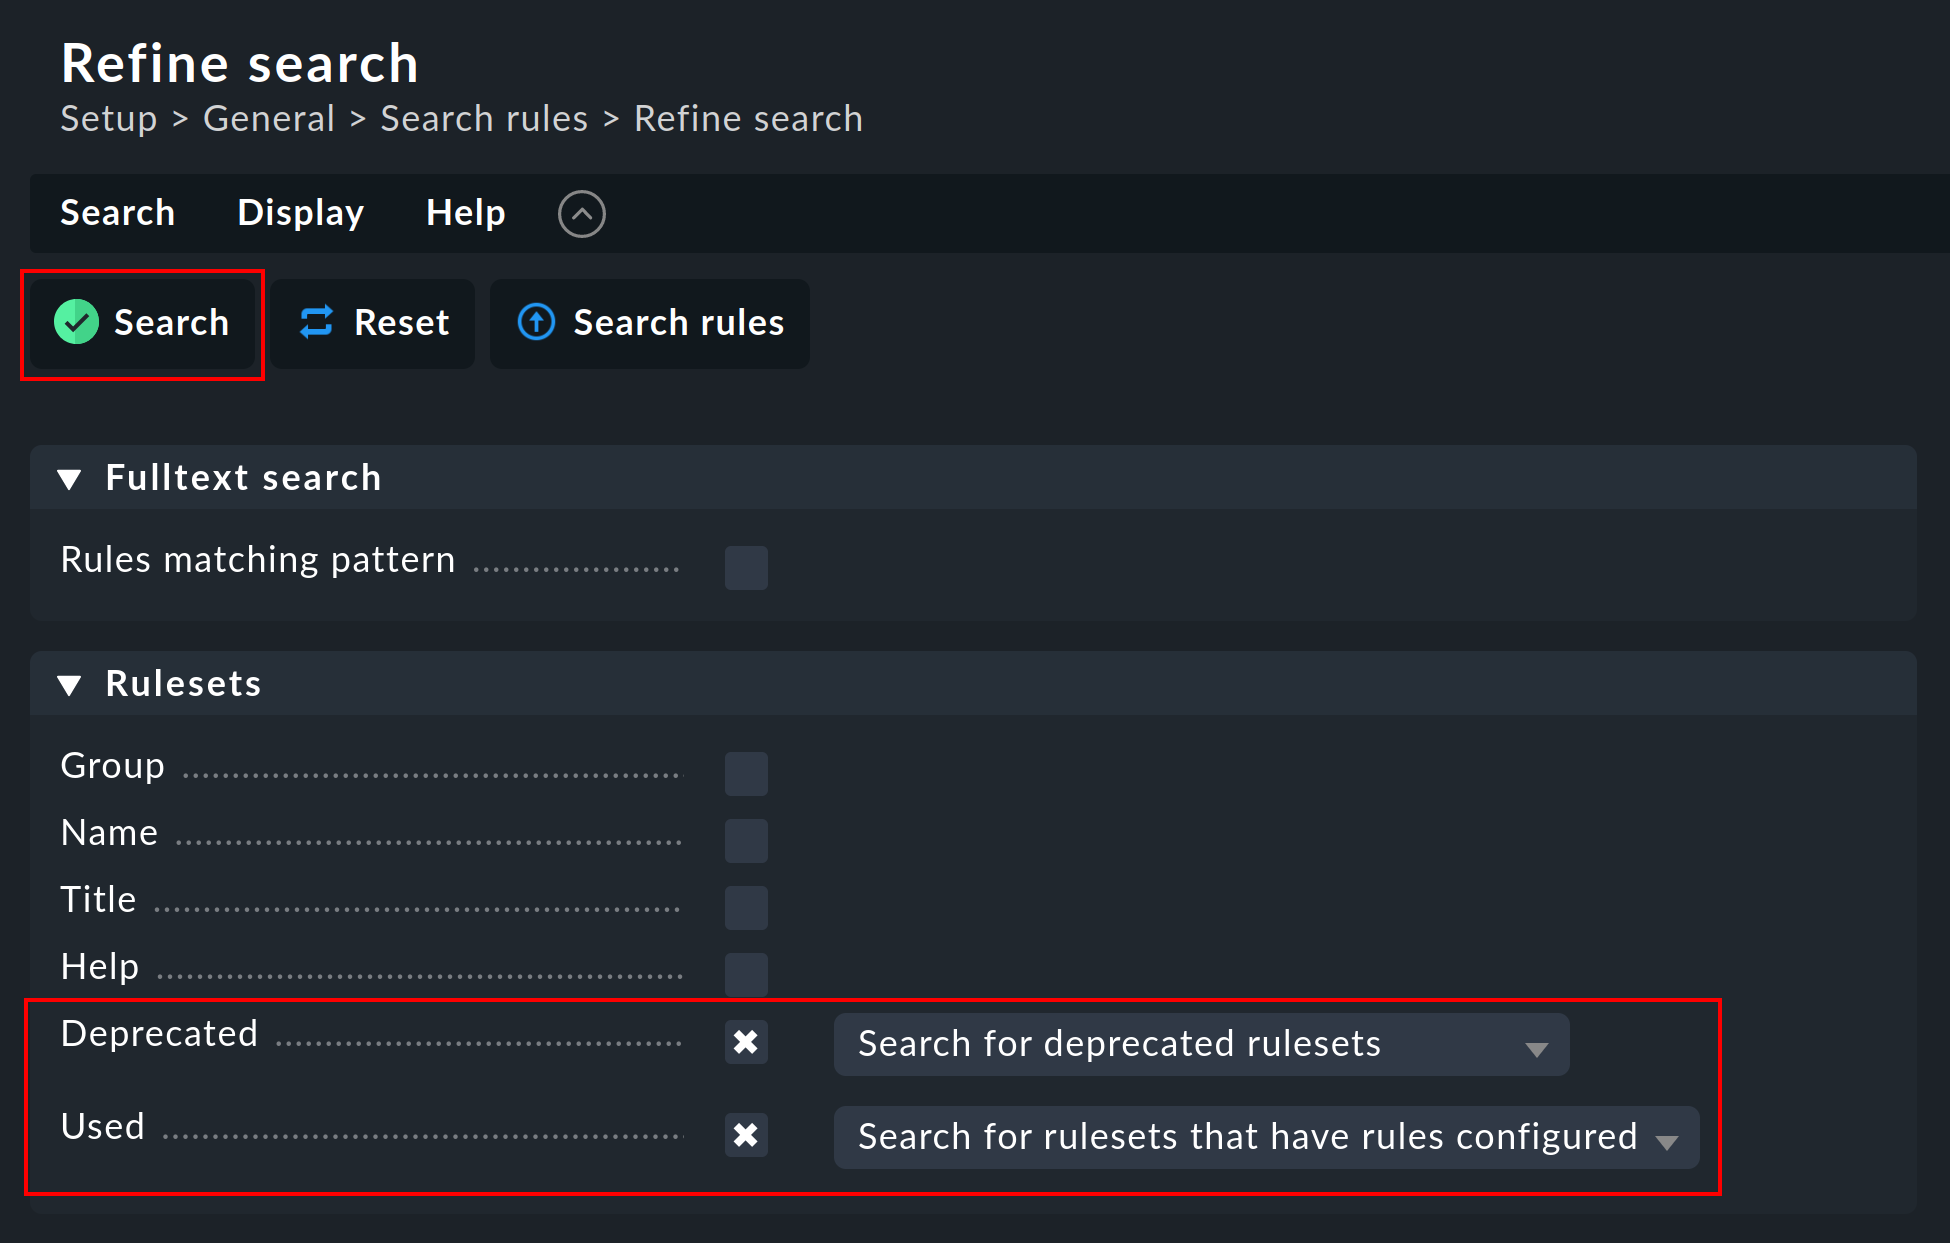 Refine search
Setup > General > Search rules > Refine search
Search Display Help
Search Reset Search rules
Fulltext search
Rules matching pattern
Rulesets
Group
Name
Title
Help
Deprecated Search for deprecated rulesets
Used Search for rulesets that have rules configured